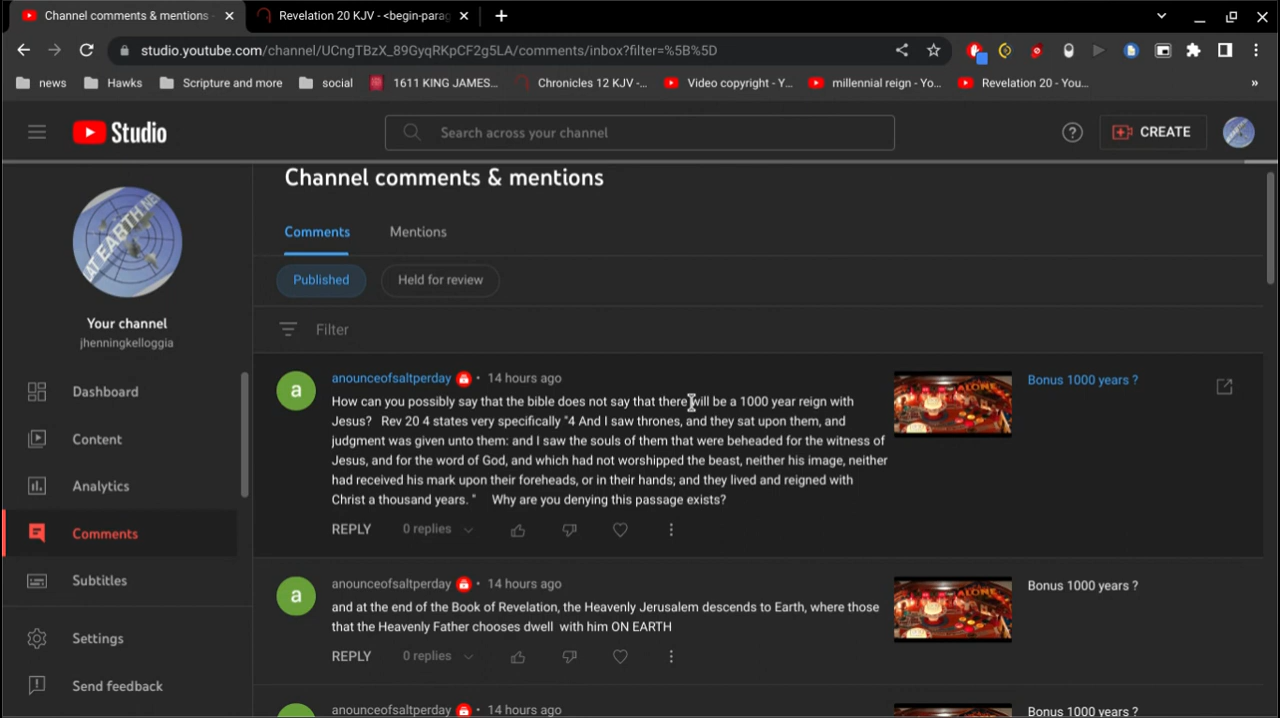 Channel comments & mentions -
Revelation 20 KJV - <begin-parag
studio.youtube.com/channel/UCngTBzX_89GyqRKpCF2g5LA/comments/inbox?filter=%5B%5D
news
Hawks
Scripture and more
social
1611 KING JAMES...
Chronicles 12 KJV -...
Video copyright - Y...
millennial reign - Yo...
Revelation 20 - You...
»
Studio
Search across your channel
CREATE
AT EARTH NE
Your channel
jhenningkelloggia
Dashboard
Content
Analytics
Comments
Subtitles
Settings
Send feedback
Channel comments & mentions
Comments
Mentions
Published
Held for review
Filter
a
anounceofsaltperday • 14 hours ago
How can you possibly say that the bible does not say that there will be a 1000 year reign with
Jesus? Rev 20 4 states very specifically "4 And I saw thrones, and they sat upon them, and
judgment was given unto them: and I saw the souls of them that were beheaded for the witness of
Jesus, and for the word of God, and which had not worshipped the beast, neither his image, neither
had received his mark upon their foreheads, or in their hands; and they lived and reigned with
Christ a thousand years. " Why are you denying this passage exists?
REPLY
0 replies
ALONE
Bonus 1000 years ?
a
anounceofsaltperday • 14 hours ago
and at the end of the Book of Revelation, the Heavenly Jerusalem descends to Earth, where those
that the Heavenly Father chooses dwell with him ON EARTH
REPLY
0 replies
ALONE
Bonus 1000 years ?
anounceofsaltperday • 14 hours ago
Bonus 1000 years ?